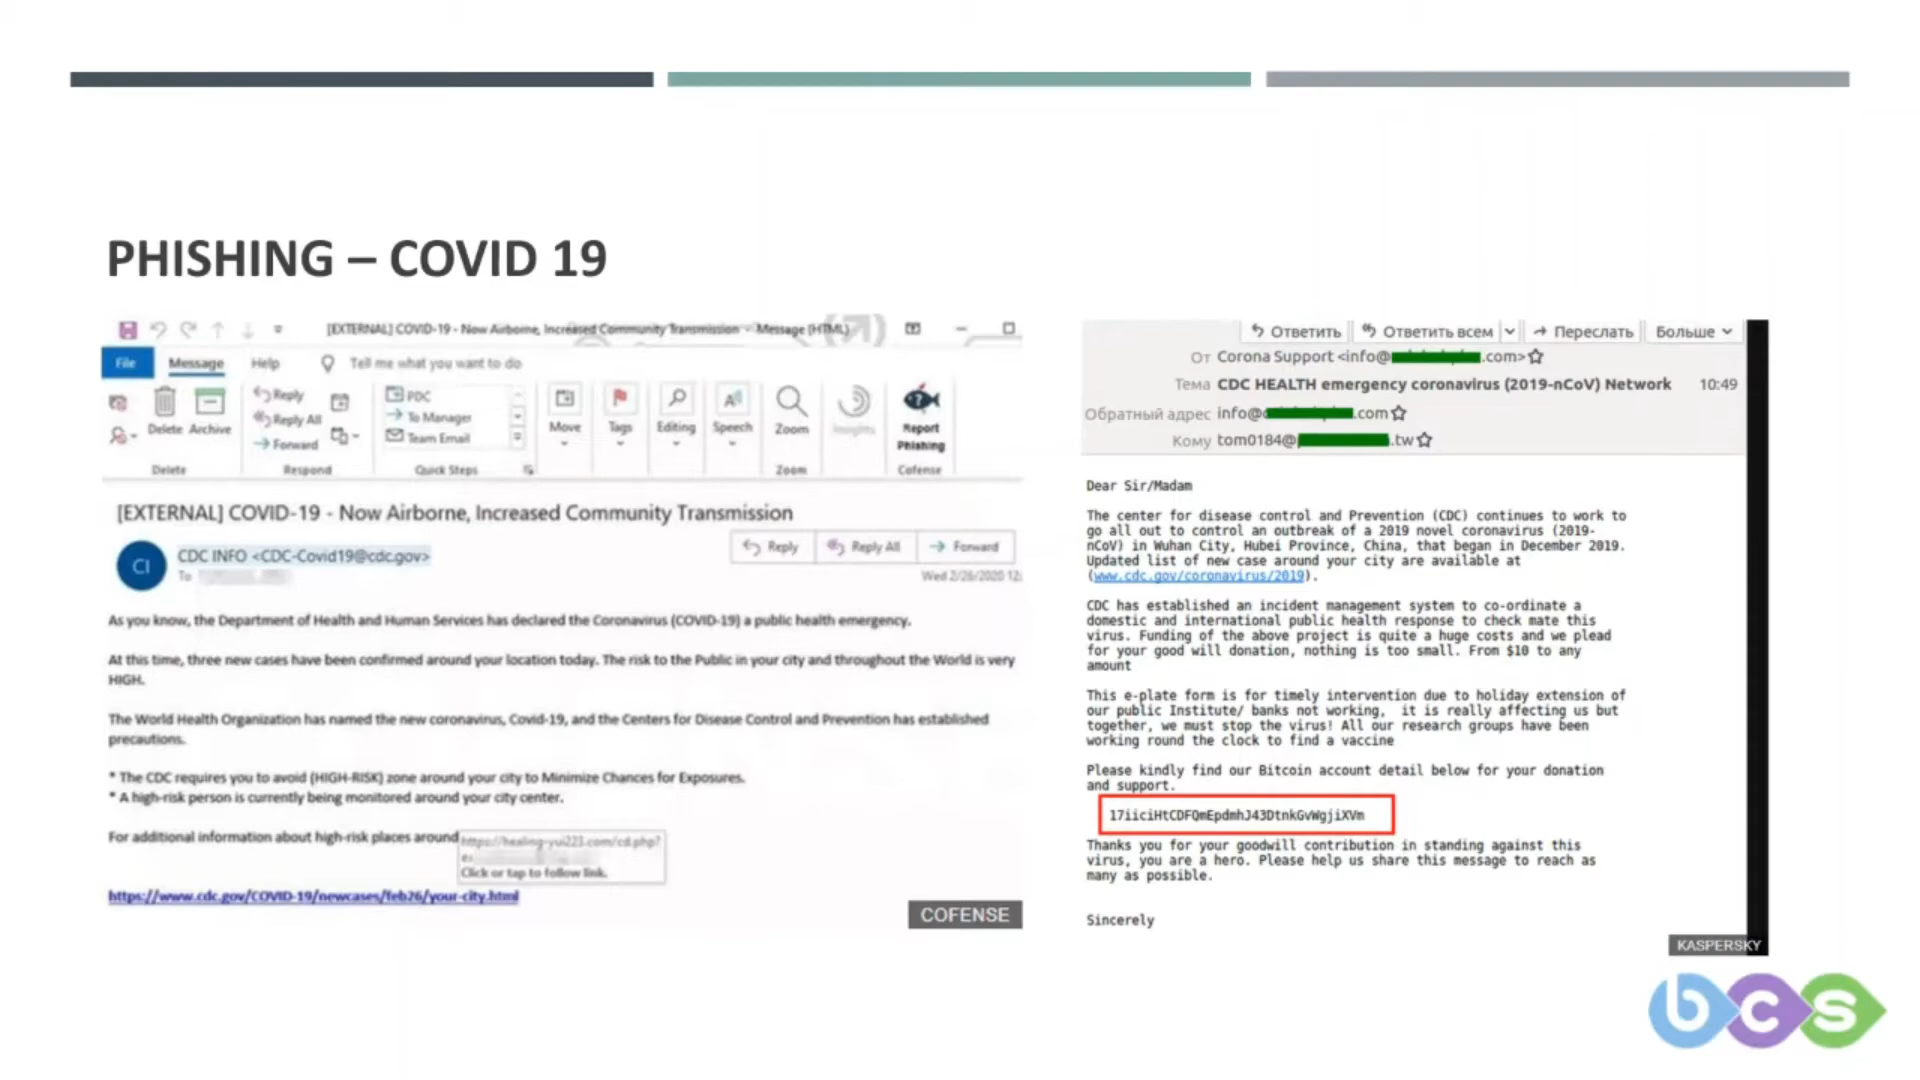 PHISHING – COVID 19
[EXTERNAL] COVID-19 - Now Airborne, Increased Community Transmission - Message (HTML)
File Message Help Tell me what you want to do
Delete Archive
Reply
Reply All
Forward
PDC
To Manager
Team Email
Move Tags Editing Speech Zoom Insights Report Phishing
Delete Respond Quick Steps Zoom Cofense
[EXTERNAL] COVID-19 - Now Airborne, Increased Community Transmission
CI
CDC INFO <CDC-Covid19@cdc.gov>
To
Reply Reply All Forward
Wed 2/26/2020 12:
As you know, the Department of Health and Human Services has declared the Coronavirus (COVID-19) a public health emergency.
At this time, three new cases have been confirmed around your location today. The risk to the Public in your city and throughout the World is very
HIGH.
The World Health Organization has named the new coronavirus, Covid-19, and the Centers for Disease Control and Prevention has established
precautions.
* The CDC requires you to avoid (HIGH-RISK) zone around your city to Minimize Chances for Exposures.
* A high-risk person is currently being monitored around your city center.
For additional information about high-risk places around
https://healing-yui223.com/cd.php?
Click or tap to follow link.
https://www.cdc.gov/COVID-19/newcases/feb26/your-city.html
COFENSE
Ответить Ответить всем Переслать Больше
От Corona Support <info@ .com>
Тема CDC HEALTH emergency coronavirus (2019-nCoV) Network 10:49
Обратный адрес info@ .com
Кому tom0184@ .tw
Dear Sir/Madam
The center for disease control and Prevention (CDC) continues to work to
go all out to control an outbreak of a 2019 novel coronavirus (2019-
nCoV) in Wuhan City, Hubei Province, China, that began in December 2019.
Updated list of new case around your city are available at
(www.cdc.gov/coronavirus/2019).
CDC has established an incident management system to co-ordinate a
domestic and international public health response to check mate this
virus. Funding of the above project is quite a huge costs and we plead
for your good will donation, nothing is too small. From $10 to any
amount
This e-plate form is for timely intervention due to holiday extension of
our public Institute/ banks not working, it is really affecting us but
together, we must stop the virus! All our research groups have been
working round the clock to find a vaccine
Please kindly find our Bitcoin account detail below for your donation
and support.
17iiciHtCDFQmEpdmhJ43DtnkGvWgjiXVm
Thanks you for your goodwill contribution in standing against this
virus, you are a hero. Please help us share this message to reach as
many as possible.
Sincerely
KASPERSKY
bcs